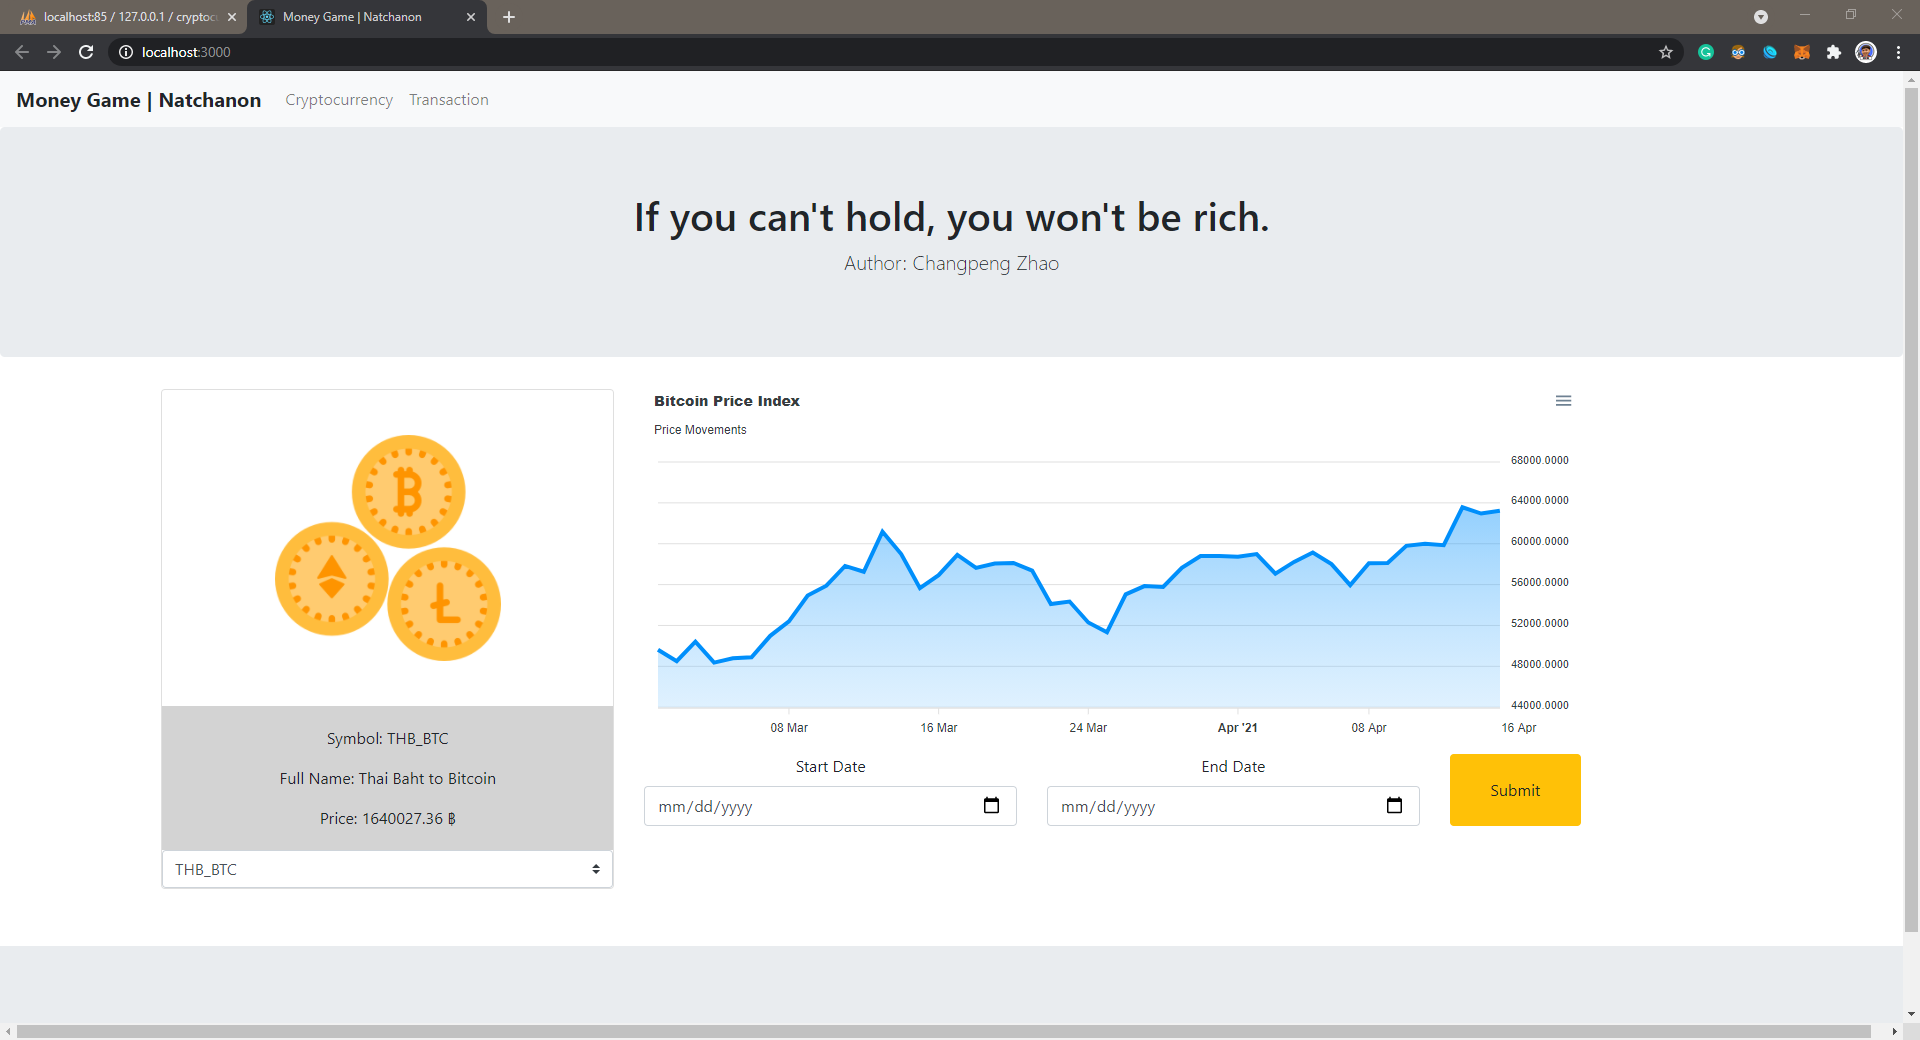 localhost:85 / 127.0.0.1 / cryptoc
Money Game | Natchanon
localhost:3000
Money Game | Natchanon
Cryptocurrency
Transaction
If you can't hold, you won't be rich.
Author: Changpeng Zhao
Symbol: THB_BTC
Full Name: Thai Baht to Bitcoin
Price: 1640027.36 ฿
THB_BTC
Bitcoin Price Index
Price Movements
68000.0000
64000.0000
60000.0000
56000.0000
52000.0000
48000.0000
44000.0000
08 Mar
16 Mar
24 Mar
Apr '21
08 Apr
16 Apr
Start Date
mm/dd/yyyy
End Date
mm/dd/yyyy
Submit